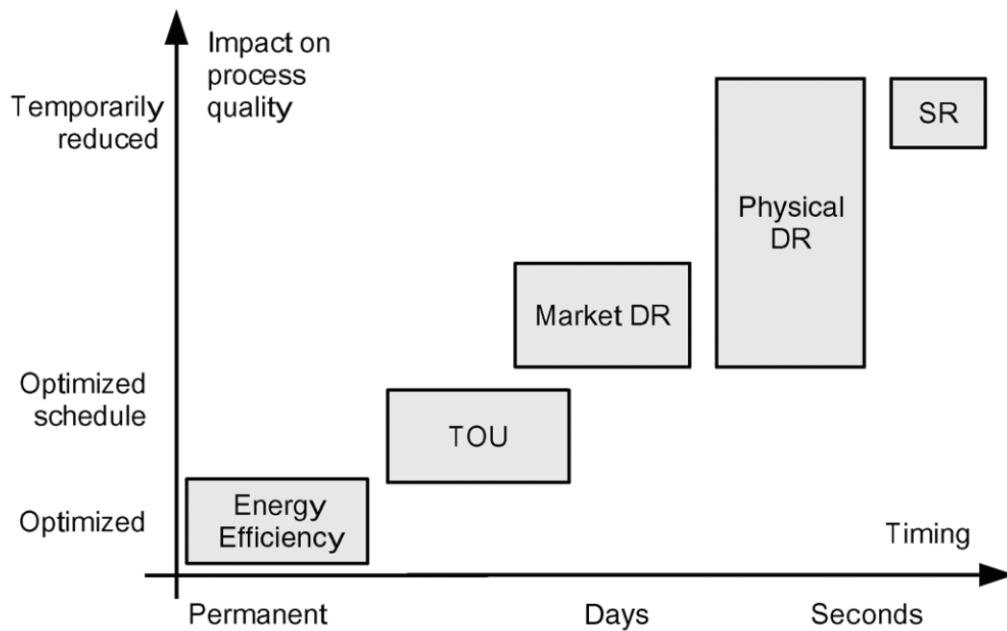 Impact on
process
quality
Temporarily
reduced
SR
Physical
DR
Market DR
Optimized
schedule
TOU
Energy
Efficiency
Optimized
Timing
Permanent
Days
Seconds